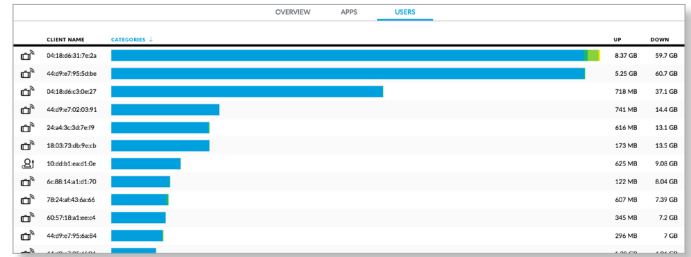 OVERVIEW APPS USERS
CLIENT NAME CATEGORIES ↓ UP DOWN
04:18:d6:31:7e:2a 8.37 GB 59.7 GB
44:d9:e7:95:5d:be 5.25 GB 60.7 GB
04:18:d6:c3:0e:27 718 MB 37.1 GB
44:d9:e7:02:03:91 741 MB 14.4 GB
24:a4:3c:3d:7e:f9 616 MB 13.1 GB
18:03:73:db:9e:cb 173 MB 13.5 GB
10:dd:b1:ea:d1:0e 625 MB 9.08 GB
6c:88:14:a1:d1:70 122 MB 8.04 GB
78:24:af:43:6a:66 607 MB 7.39 GB
60:57:18:a1:ee:c4 345 MB 7.2 GB
44:d9:e7:95:6a:84 296 MB 7 GB